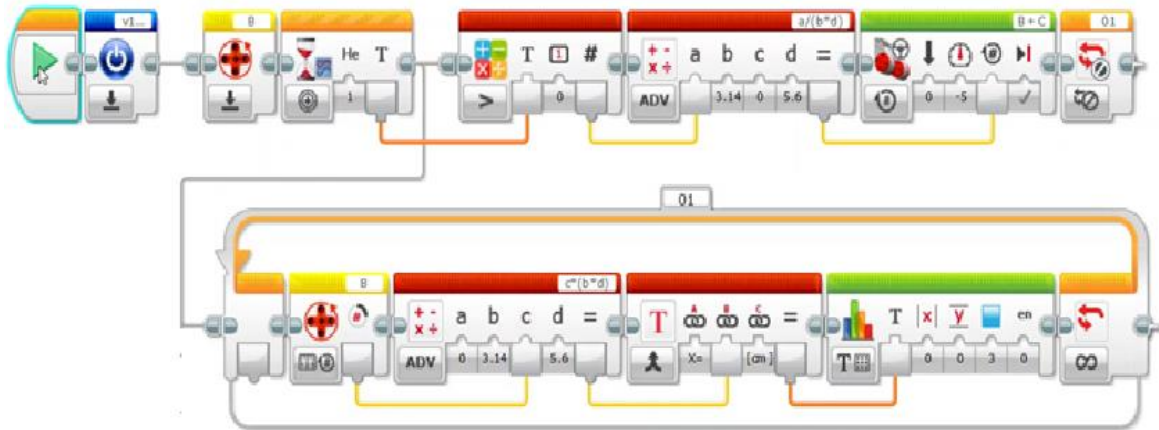 v1... B a/(b*d) B + C 01
He T T 1 # a b c d =
1 > 0 ADV 3.14 0 5.6 0 -5
01
B c*(b*d)
# a b c d = T A B C = T x y en
ADV 0 3.14 5.6 X= [cm] T 0 0 3 0